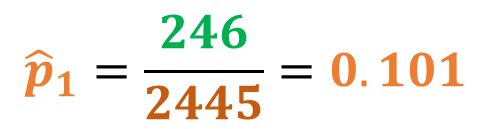 p̂₁ = 246/2445 = 0.101